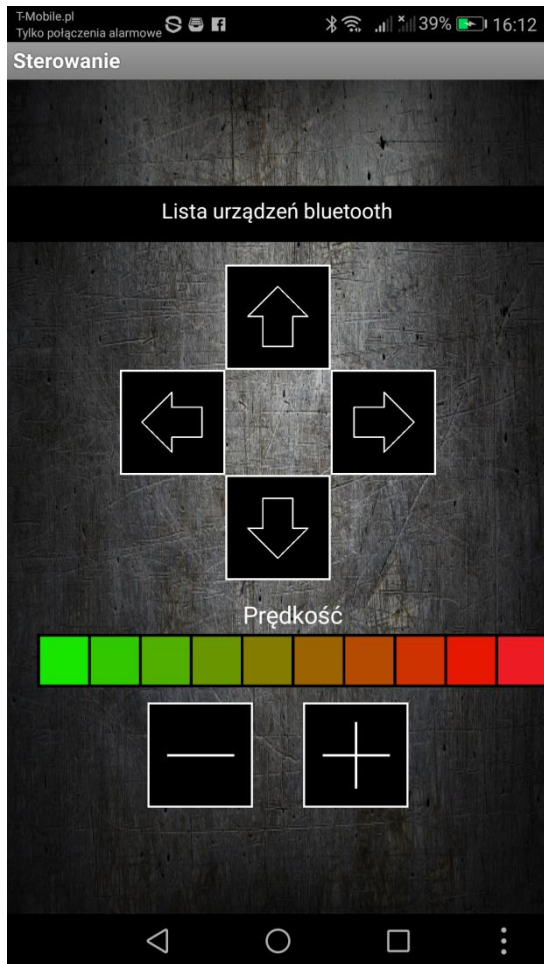 T-Mobile.pl
Tylko połączenia alarmowe
39% 16:12
Sterowanie
Lista urządzeń bluetooth
Prędkość